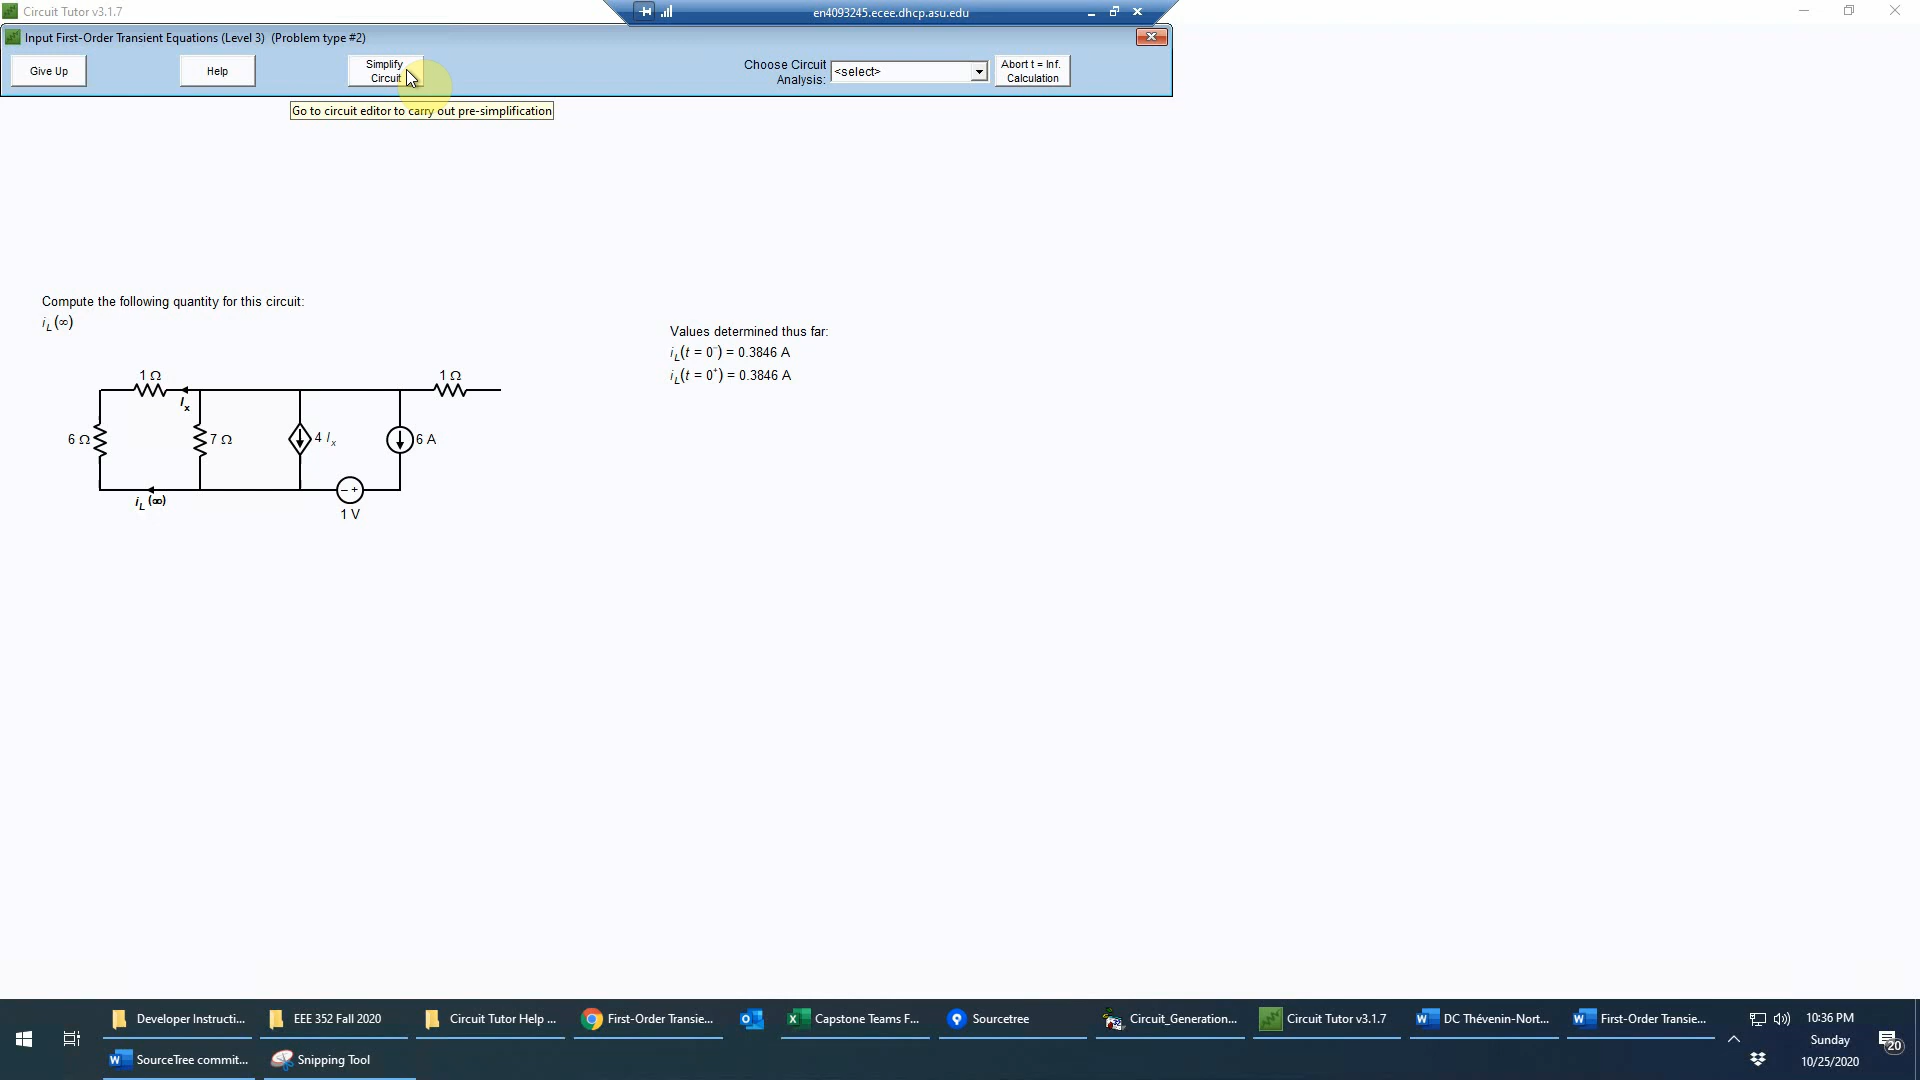 Circuit Tutor v3.1.7
en4093245.ecee.dhcp.asu.edu
Input First-Order Transient Equations (Level 3) (Problem type #2)
Give Up
Help
Simplify
Circuit
Choose Circuit
Analysis:
<select>
Abort t = Inf.
Calculation
Go to circuit editor to carry out pre-simplification
Compute the following quantity for this circuit:
iL(∞)
Values determined thus far:
iL(t = 0⁻) = 0.3846 A
iL(t = 0⁺) = 0.3846 A
1 Ω
1 Ω
Ix
6 Ω
7 Ω
4 Ix
6 A
iL (∞)
− +
1 V
Developer Instructi...
EEE 352 Fall 2020
Circuit Tutor Help ...
First-Order Transie...
Capstone Teams F...
Sourcetree
Circuit_Generation...
Circuit Tutor v3.1.7
DC Thévenin-Nort...
First-Order Transie...
SourceTree commit...
Snipping Tool
10:36 PM
Sunday
10/25/2020
20